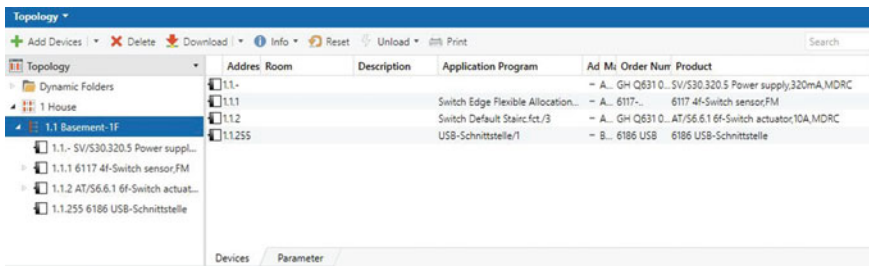 Topology
Add Devices Delete Download Info Reset Unload Print Search
Topology Addres Room Description Application Program Ad Ma Order Num Product
Dynamic Folders 1.1.- – A... GH Q631 0... SV/S30.320.5 Power supply,320mA,MDRC
1 House 1.1.1 Switch Edge Flexible Allocation... – A... 6117-.. 6117 4f-Switch sensor,FM
1.1 Basement-1F 1.1.2 Switch Default Stairc.fct./3 – A... GH Q631 0... AT/S6.6.1 6f-Switch actuator,10A,MDRC
1.1.- SV/S30.320.5 Power suppl... 1.1.255 USB-Schnittstelle/1 – B... 6186 USB 6186 USB-Schnittstelle
1.1.1 6117 4f-Switch sensor,FM
1.1.2 AT/S6.6.1 6f-Switch actuat...
1.1.255 6186 USB-Schnittstelle
Devices Parameter